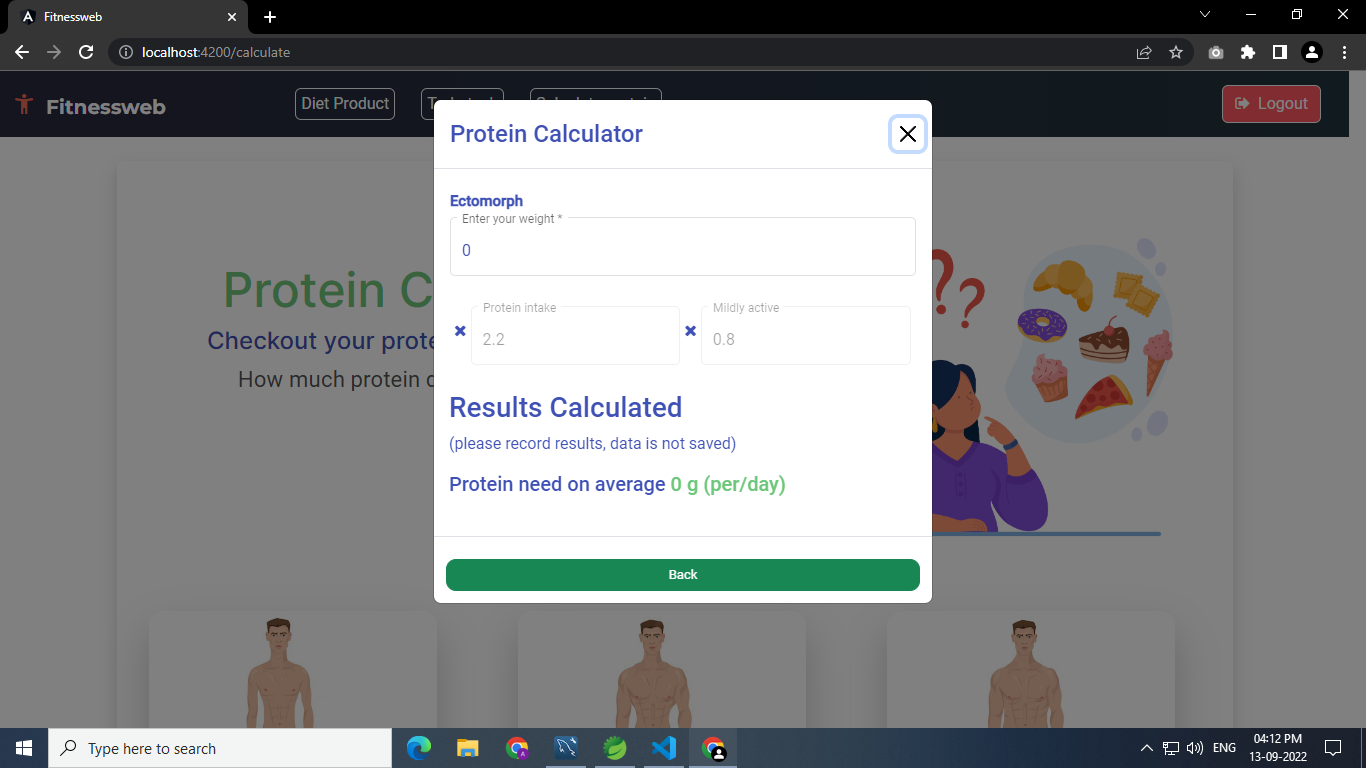 Fitnessweb
localhost:4200/calculate
Fitnessweb
Diet Product
Logout
Protein Calculator
Ectomorph
Enter your weight *
0
Protein intake
Mildly active
2.2
0.8
Protein C
Checkout your prote
How much protein
Results Calculated
(please record results, data is not saved)
Protein need on average 0 g (per/day)
Back
Type here to search
ENG
04:12 PM
13-09-2022